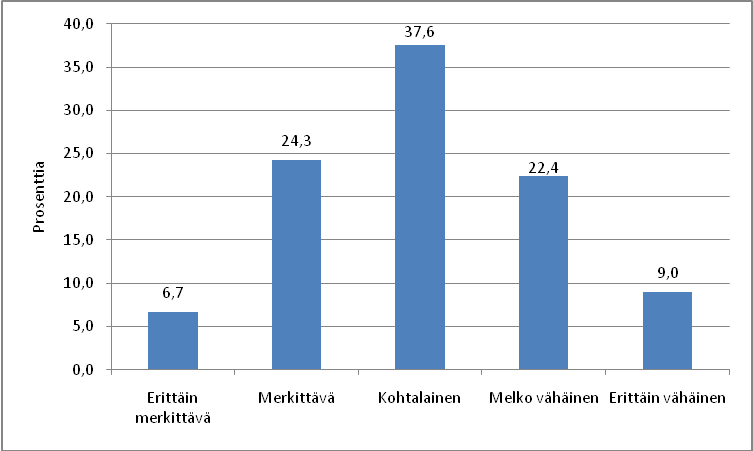 40,0
35,0
30,0
25,0
20,0
15,0
10,0
5,0
0,0
Prosenttia
6,7
24,3
37,6
22,4
9,0
Erittäin
merkittävä
Merkittävä
Kohtalainen
Melko vähäinen
Erittäin vähäinen